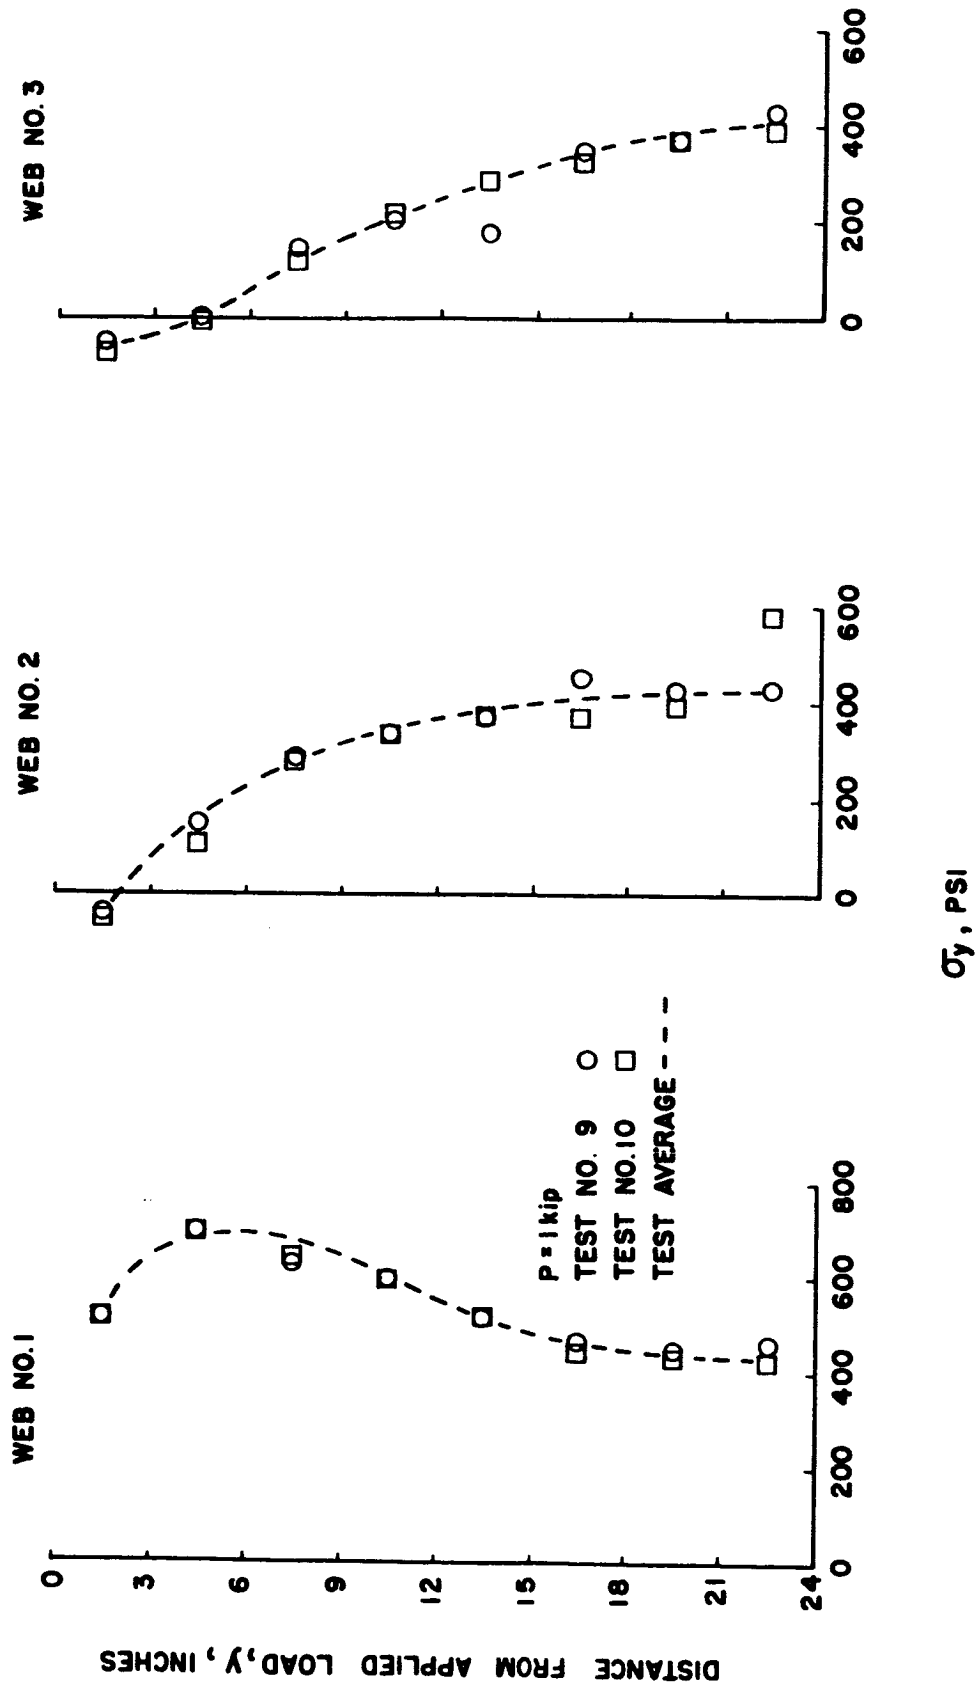 WEB NO. 1
WEB NO. 2
WEB NO. 3
DISTANCE FROM APPLIED LOAD, y, INCHES
0
3
6
9
12
15
18
21
24
0 200 400 600 800
0 200 400 600
0 200 400 600
P = 1 kip
TEST NO. 9
TEST NO. 10
TEST AVERAGE
σy, PSI